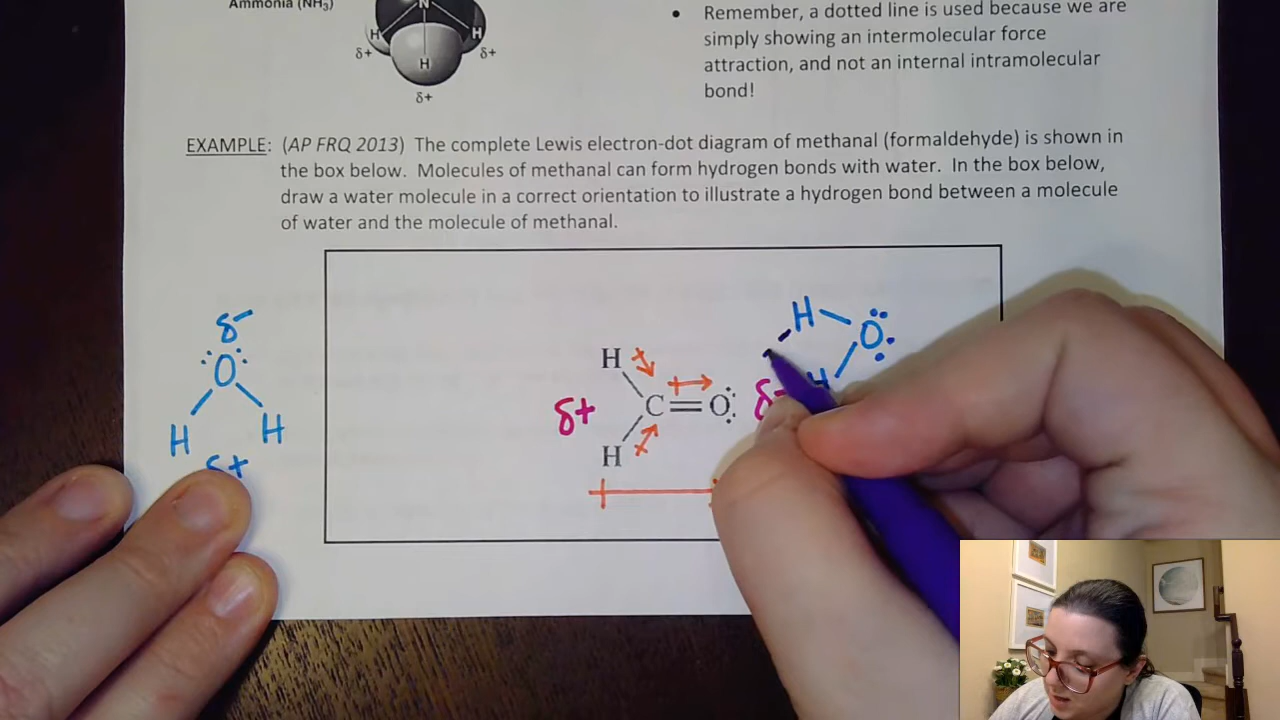 Ammonia (NH3)
N
H
H
H
δ+
δ+
δ+
• Remember, a dotted line is used because we are
simply showing an intermolecular force
attraction, and not an internal intramolecular
bond!
EXAMPLE: (AP FRQ 2013) The complete Lewis electron-dot diagram of methanal (formaldehyde) is shown in
the box below. Molecules of methanal can form hydrogen bonds with water. In the box below,
draw a water molecule in a correct orientation to illustrate a hydrogen bond between a molecule
of water and the molecule of methanal.
δ-
O
H H
δ+
H
δ+ C=O
H
H O
H